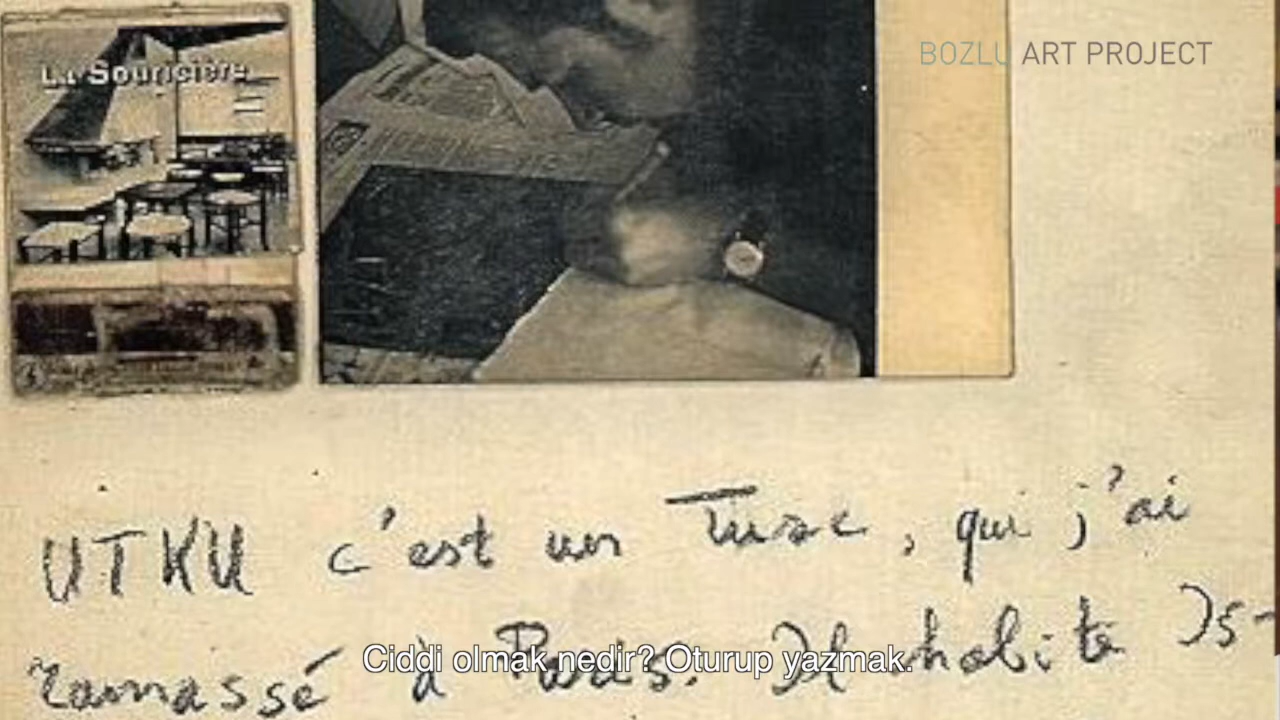 BOZLU ART PROJECT
La Souricière
UTKU c'est un Turc, qui j'ai
ramassé à Paris. Il habite Is-
Ciddi olmak nedir? Oturup yazmak.